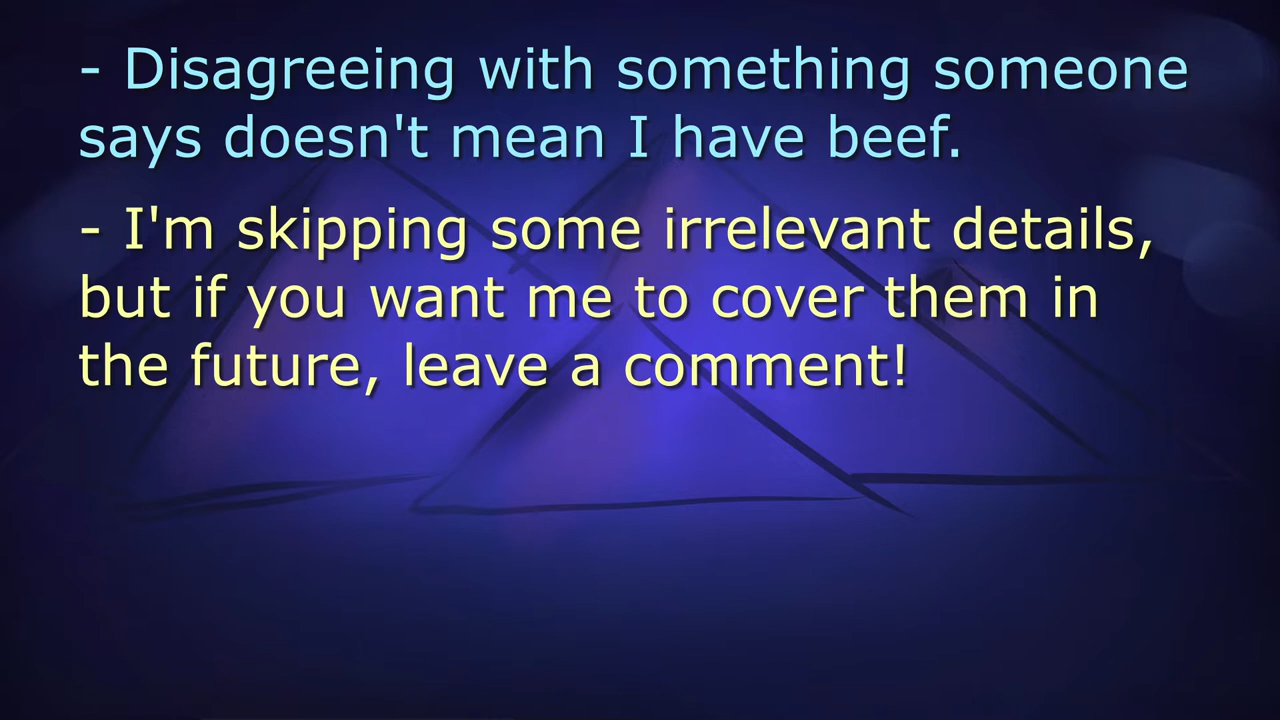 - Disagreeing with something someone
says doesn't mean I have beef.
- I'm skipping some irrelevant details,
but if you want me to cover them in
the future, leave a comment!